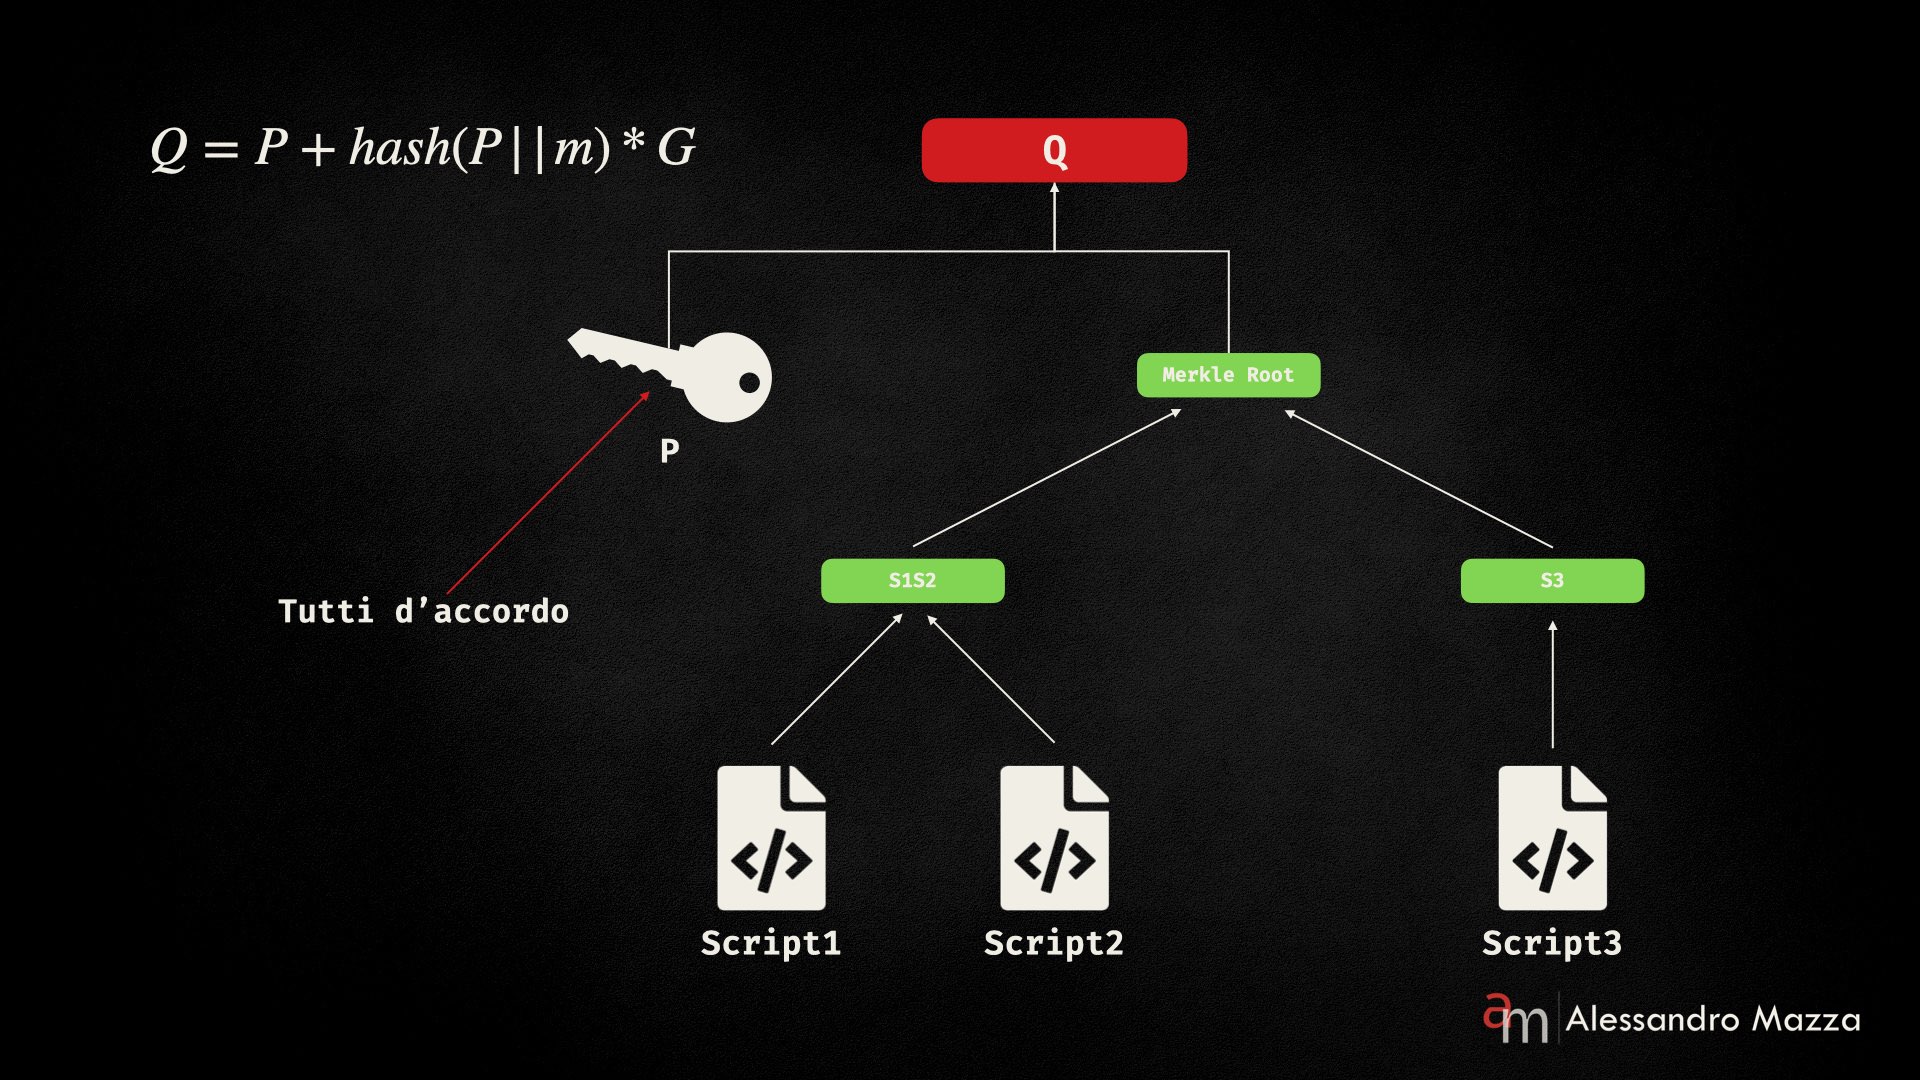 Q = P + hash(P||m) * G
Q
Merkle Root
P
S1S2
S3
Tutti d’accordo
</>
</>
</>
Script1
Script2
Script3
am
Alessandro Mazza